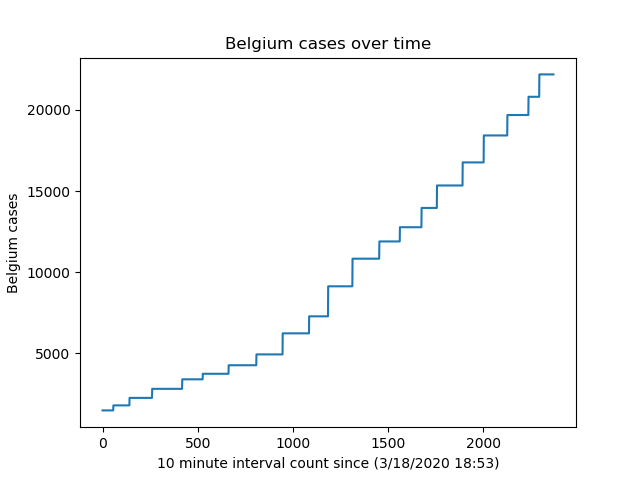 Belgium cases over time
20000
15000
10000
5000
Belgium cases
0 500 1000 1500 2000
10 minute interval count since (3/18/2020 18:53)